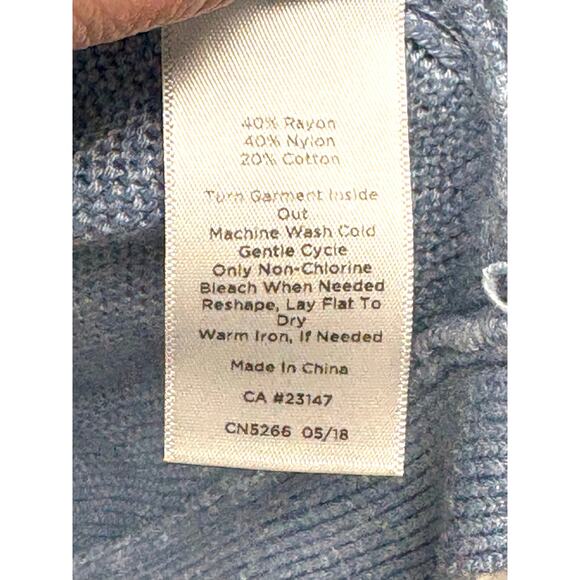 40% Rayon
40% Nylon
20% Cotton
Turn Garment Inside
Out
Machine Wash Cold
Gentle Cycle
Only Non-Chlorine
Bleach When Needed
Reshape, Lay Flat To
Dry
Warm Iron, If Needed
Made In China
CA #23147
CN5266 05/18